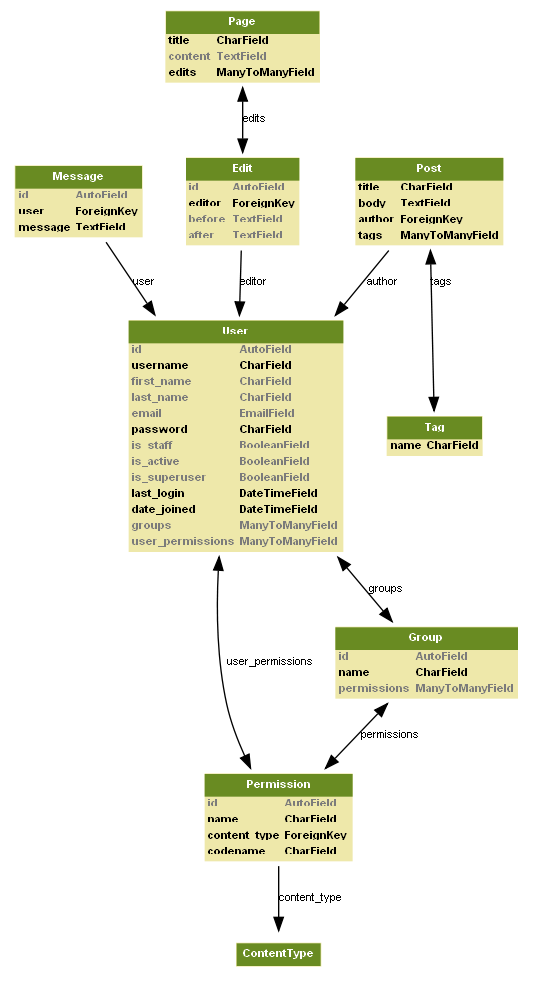 Page
title CharField
content TextField
edits ManyToManyField
edits
Message
id AutoField
user ForeignKey
message TextField
Edit
id AutoField
editor ForeignKey
before TextField
after TextField
Post
title CharField
body TextField
author ForeignKey
tags ManyToManyField
user
editor
author
tags
User
id AutoField
username CharField
first_name CharField
last_name CharField
email EmailField
password CharField
is_staff BooleanField
is_active BooleanField
is_superuser BooleanField
last_login DateTimeField
date_joined DateTimeField
groups ManyToManyField
user_permissions ManyToManyField
Tag
name CharField
groups
user_permissions
Group
id AutoField
name CharField
permissions ManyToManyField
permissions
Permission
id AutoField
name CharField
content_type ForeignKey
codename CharField
content_type
ContentType